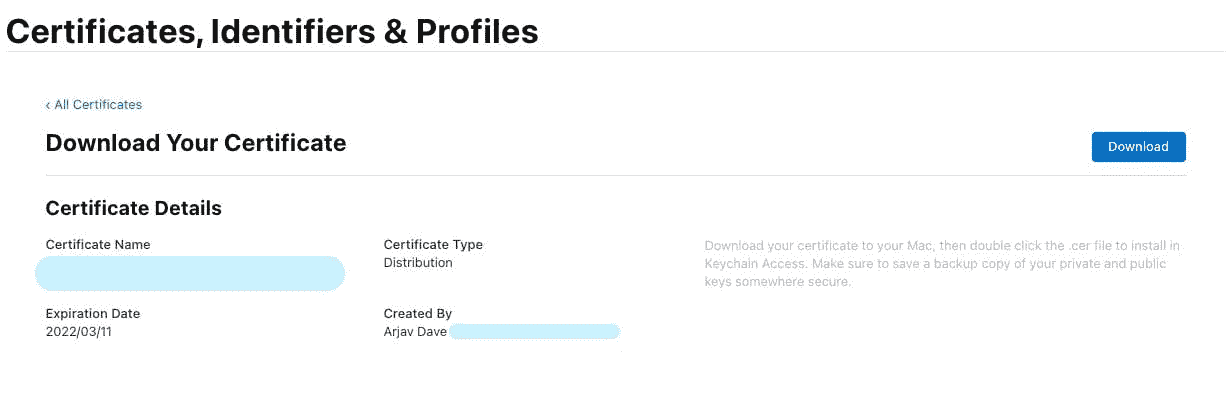 Certificates, Identifiers & Profiles
‹ All Certificates
Download Your Certificate
Download
Certificate Details
Certificate Name
Certificate Type
Distribution
Download your certificate to your Mac, then double click the .cer file to install in
Keychain Access. Make sure to save a backup copy of your private and public
keys somewhere secure.
Expiration Date
2022/03/11
Created By
Arjav Dave